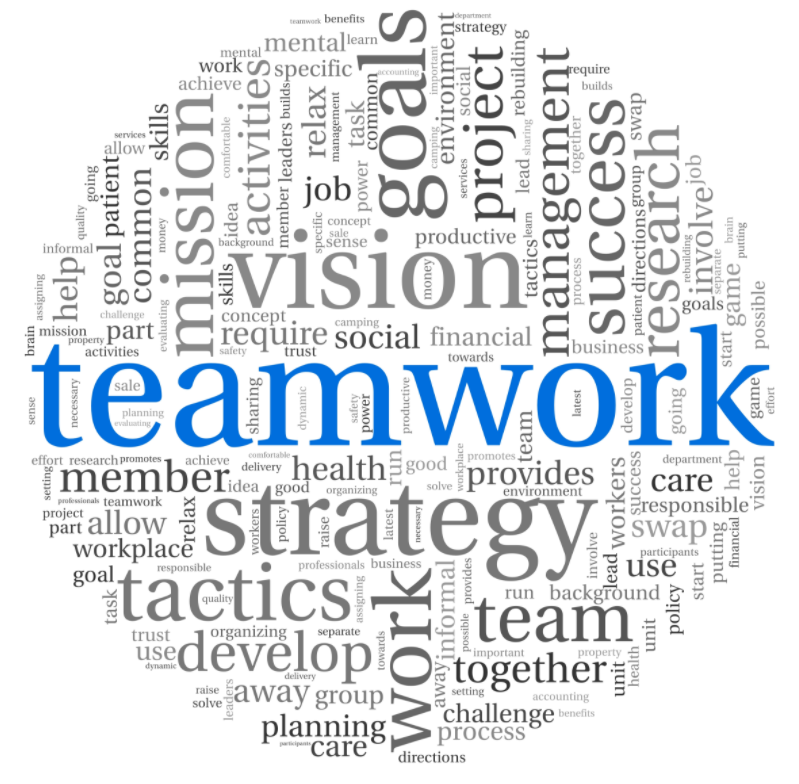 teamwork
benefits
department
strategy
goals
mental
learn
mental
work
specific
achieve
activities
accounting
important
environment
social
project
rebuilding
require
builds
management
success
swap
research
together
sharing
lead
services
camping
common
task
power
relax
management
builds
leaders
member
job
idea
comfortable
mission
money
skills
services
allow
going
patient
common
quality
goal
informal
help
assigning
challenge
brain
mission
property
part
activities
evaluating
background
skills
vision
specific
concept
sale
sense
productive
money
tactics
learn
process
patient
directions
group
involve
job
rebuilding
separate
brain
putting
goals
game
start
possible
concept
require
camping
social
financial
business
safety
trust
towards
teamwork
sense
necessary
sale
planning
evaluating
sharing
dynamic
safety
power
productive
team
latest
develop
going
game
effort
effort
research
promotes
achieve
comfortable
delivery
health
run
good
workplace
promotes
provides
environment
workers
success
department
care
help
vision
setting
member
idea
good
organizing
solve
professionals
teamwork
project
part
allow
relax
strategy
workers
policy
raise
latest
necessary
responsible
swap
putting
financial
workplace
involve
lead
participants
use
start
goal
responsible
professionals
business
tactics
quality
assigning
work
informal
provides
run
background
policy
task
team
possible
unit
trust
organizing
separate
use
develop
towards
important
property
together
unit
health
dynamic
delivery
away
setting
accounting
raise
solve
leaders
away
group
challenge
benefits
planning
process
participants
care
directions